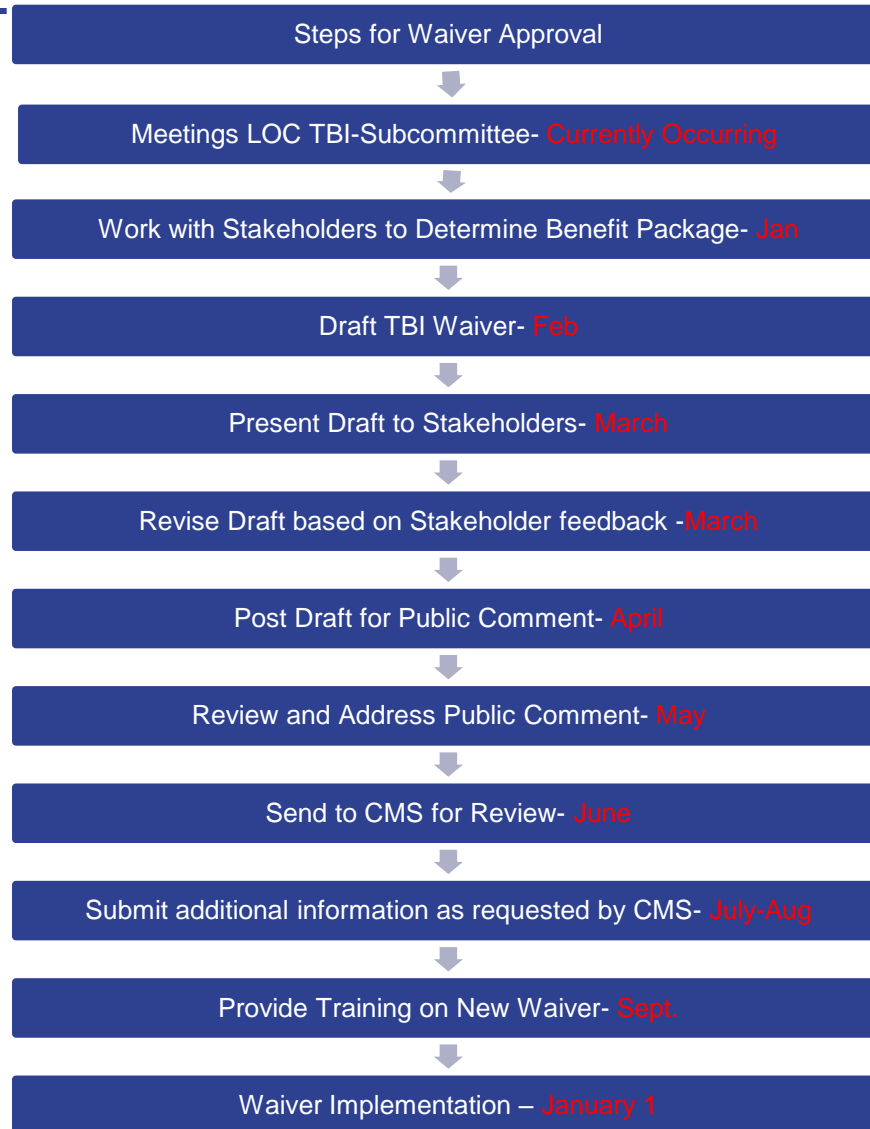 Steps for Waiver Approval
Meetings LOC TBI-Subcommittee- Currently Occurring
Work with Stakeholders to Determine Benefit Package- Jan
Draft TBI Waiver- Feb
Present Draft to Stakeholders- March
Revise Draft based on Stakeholder feedback -March
Post Draft for Public Comment- April
Review and Address Public Comment- May
Send to CMS for Review- June
Submit additional information as requested by CMS- July-Aug
Provide Training on New Waiver- Sept.
Waiver Implementation – January 1